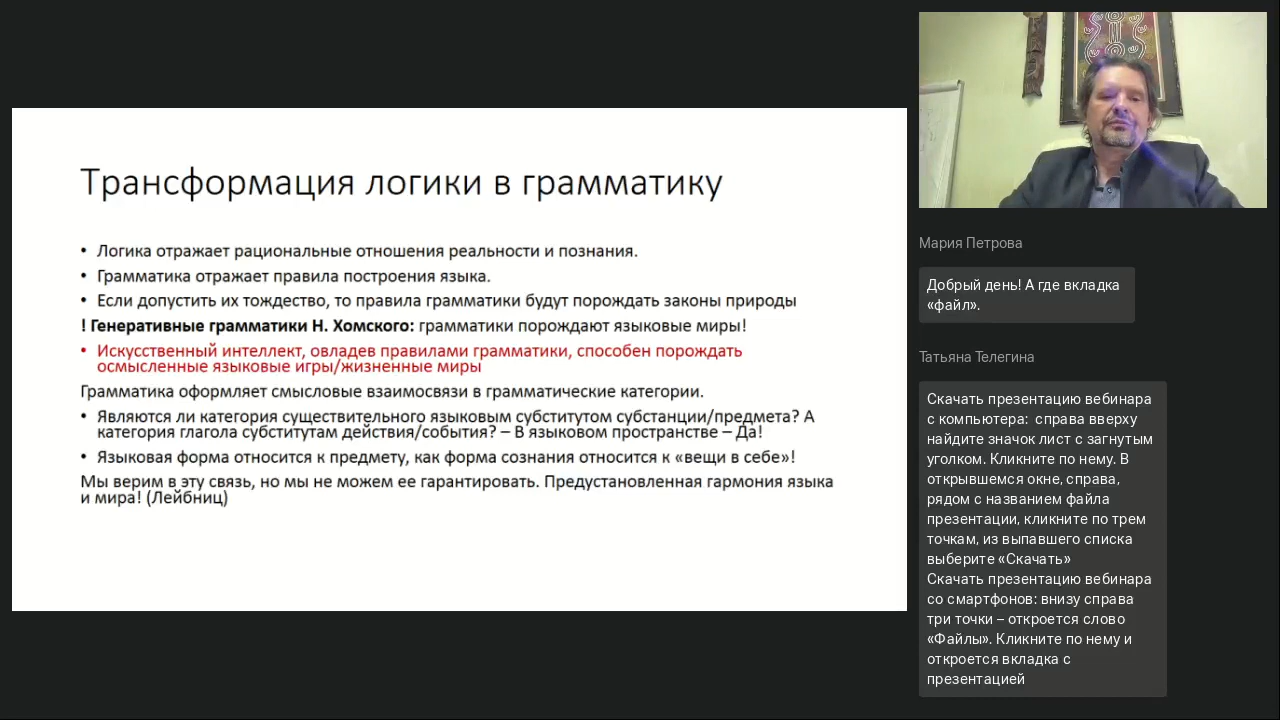 Трансформация логики в грамматику
• Логика отражает рациональные отношения реальности и познания.
• Грамматика отражает правила построения языка.
• Если допустить их тождество, то правила грамматики будут порождать законы природы
! Генеративные грамматики Н. Хомского: грамматики порождают языковые миры!
• Искусственный интеллект, овладев правилами грамматики, способен порождать
осмысленные языковые игры/жизненные миры
Грамматика оформляет смысловые взаимосвязи в грамматические категории.
• Являются ли категория существительного языковым субститутом субстанции/предмета? А
категория глагола субститутам действия/события? – В языковом пространстве – Да!
• Языковая форма относится к предмету, как форма сознания относится к «вещи в себе»!
Мы верим в эту связь, но мы не можем ее гарантировать. Предустановленная гармония языка
и мира! (Лейбниц)
Мария Петрова
Добрый день! А где вкладка
«файл».
Татьяна Телегина
Скачать презентацию вебинара
с компьютера: справа вверху
найдите значок лист с загнутым
уголком. Кликните по нему. В
открывшемся окне, справа,
рядом с названием файла
презентации, кликните по трем
точкам, из выпавшего списка
выберите «Скачать»
Скачать презентацию вебинара
со смартфонов: внизу справа
три точки – откроется слово
«Файлы». Кликните по нему и
откроется вкладка с
презентацией